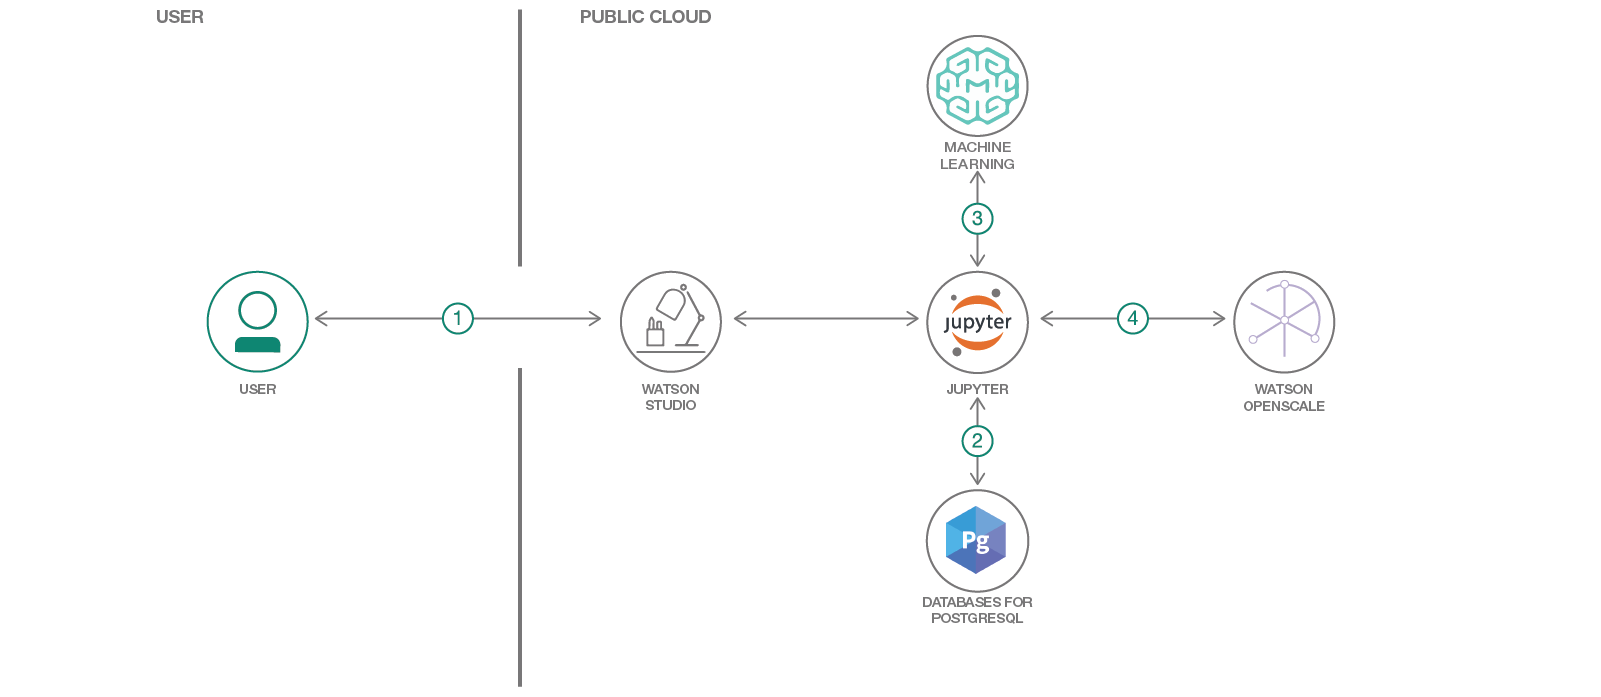 USER
PUBLIC CLOUD
MACHINE
LEARNING
3
1
4
jupyter
USER
WATSON
STUDIO
JUPYTER
WATSON
OPENSCALE
2
Pg
DATABASES FOR
POSTGRESQL